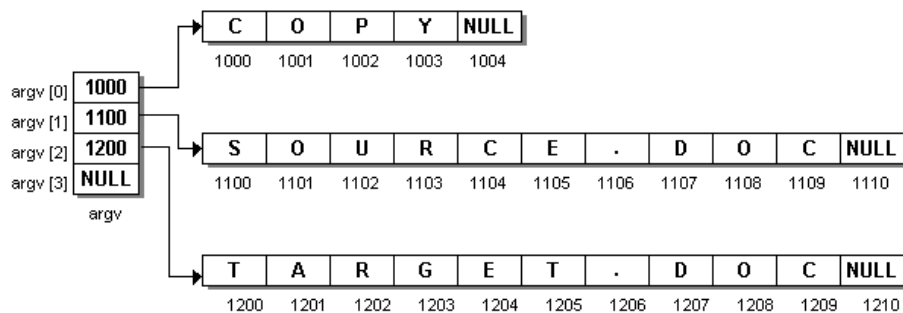 C O P Y NULL
1000 1001 1002 1003 1004
argv [0] 1000
argv [1] 1100
argv [2] 1200
argv [3] NULL
argv
S O U R C E . D O C NULL
1100 1101 1102 1103 1104 1105 1106 1107 1108 1109 1110
T A R G E T . D O C NULL
1200 1201 1202 1203 1204 1205 1206 1207 1208 1209 1210